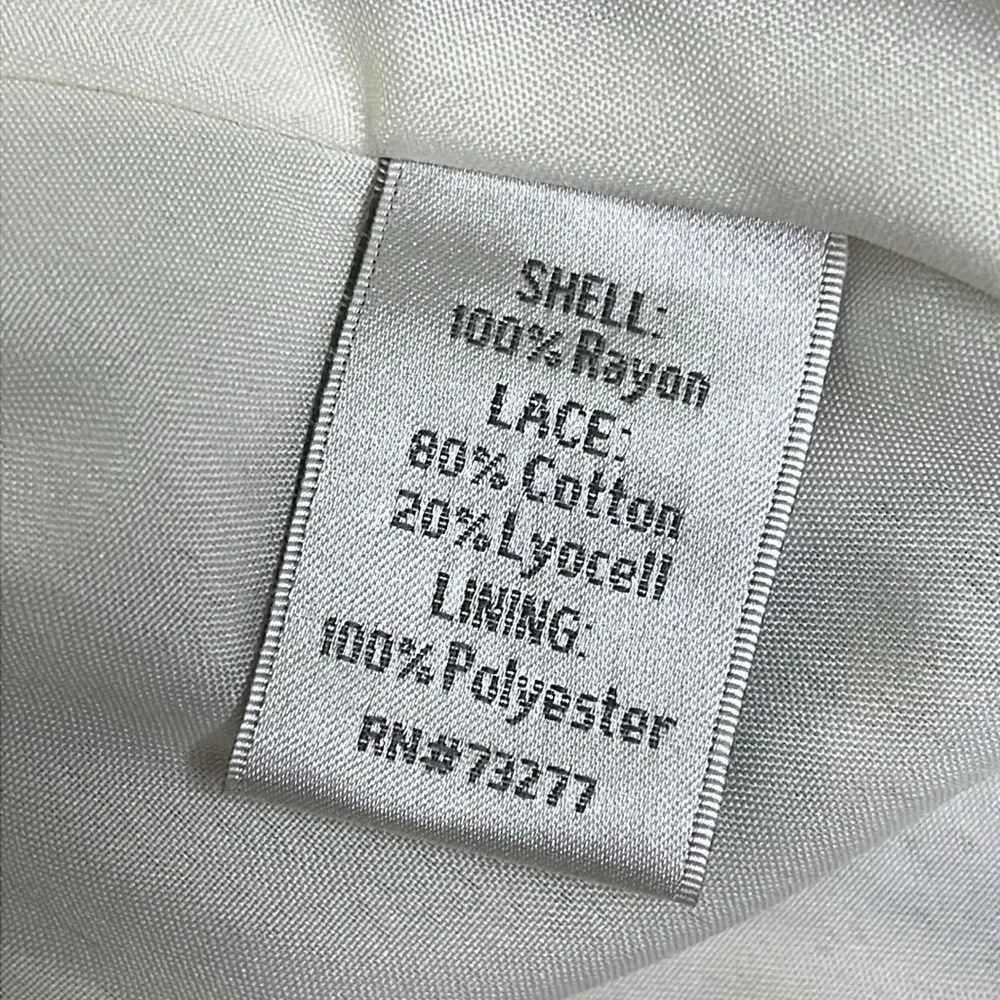 SHELL:
100% Rayon
LACE:
80% Cotton
20% Lyocell
LINING:
100% Polyester
RN#73277